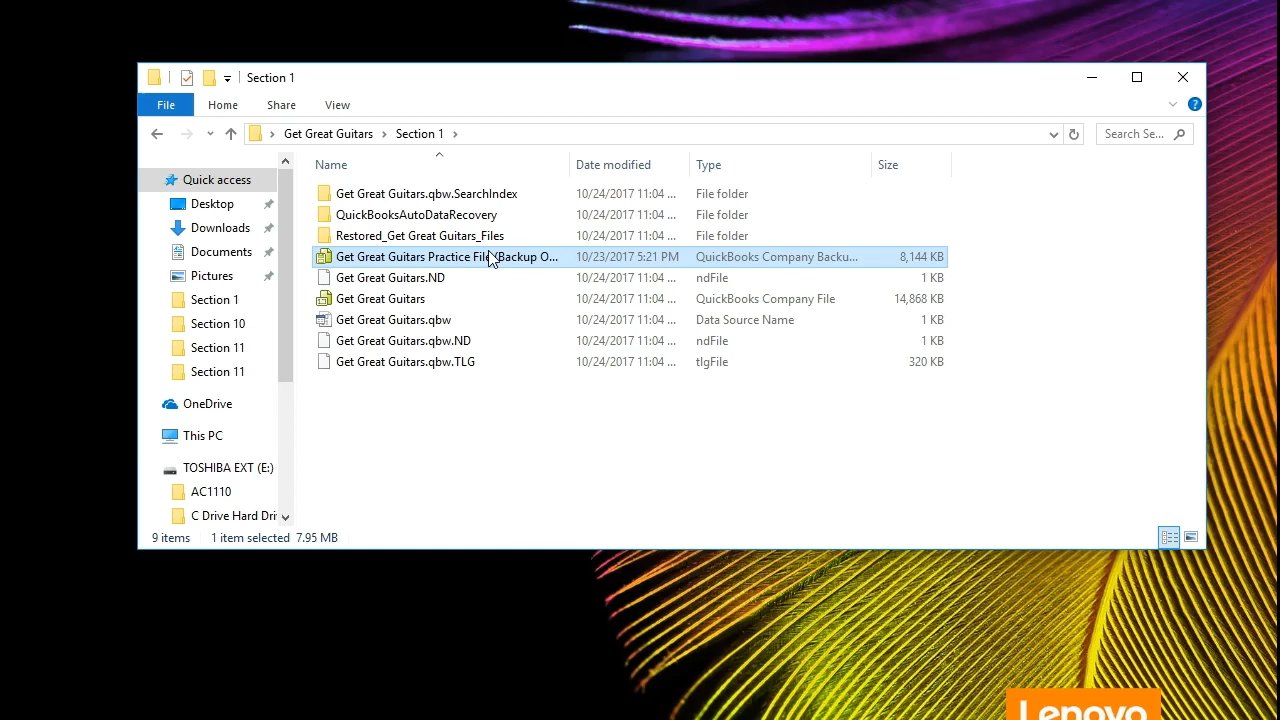 Section 1
File Home Share View
Get Great Guitars Section 1 Search Se...
Name Date modified Type Size
Quick access
Desktop
Downloads
Documents
Pictures
Section 1
Section 10
Section 11
Section 11
OneDrive
This PC
TOSHIBA EXT (E:)
AC1110
C Drive Hard Dri
Get Great Guitars.qbw.SearchIndex 10/24/2017 11:04 ... File folder
QuickBooksAutoDataRecovery 10/24/2017 11:04 ... File folder
Restored_Get Great Guitars_Files 10/24/2017 11:04 ... File folder
Get Great Guitars Practice File (Backup O... 10/23/2017 5:21 PM QuickBooks Company Backu... 8,144 KB
Get Great Guitars.ND 10/24/2017 11:04 ... ndFile 1 KB
Get Great Guitars 10/24/2017 11:04 ... QuickBooks Company File 14,868 KB
Get Great Guitars.qbw 10/24/2017 11:04 ... Data Source Name 1 KB
Get Great Guitars.qbw.ND 10/24/2017 11:04 ... ndFile 1 KB
Get Great Guitars.qbw.TLG 10/24/2017 11:04 ... tlgFile 320 KB
9 items 1 item selected 7.95 MB
Lenovo